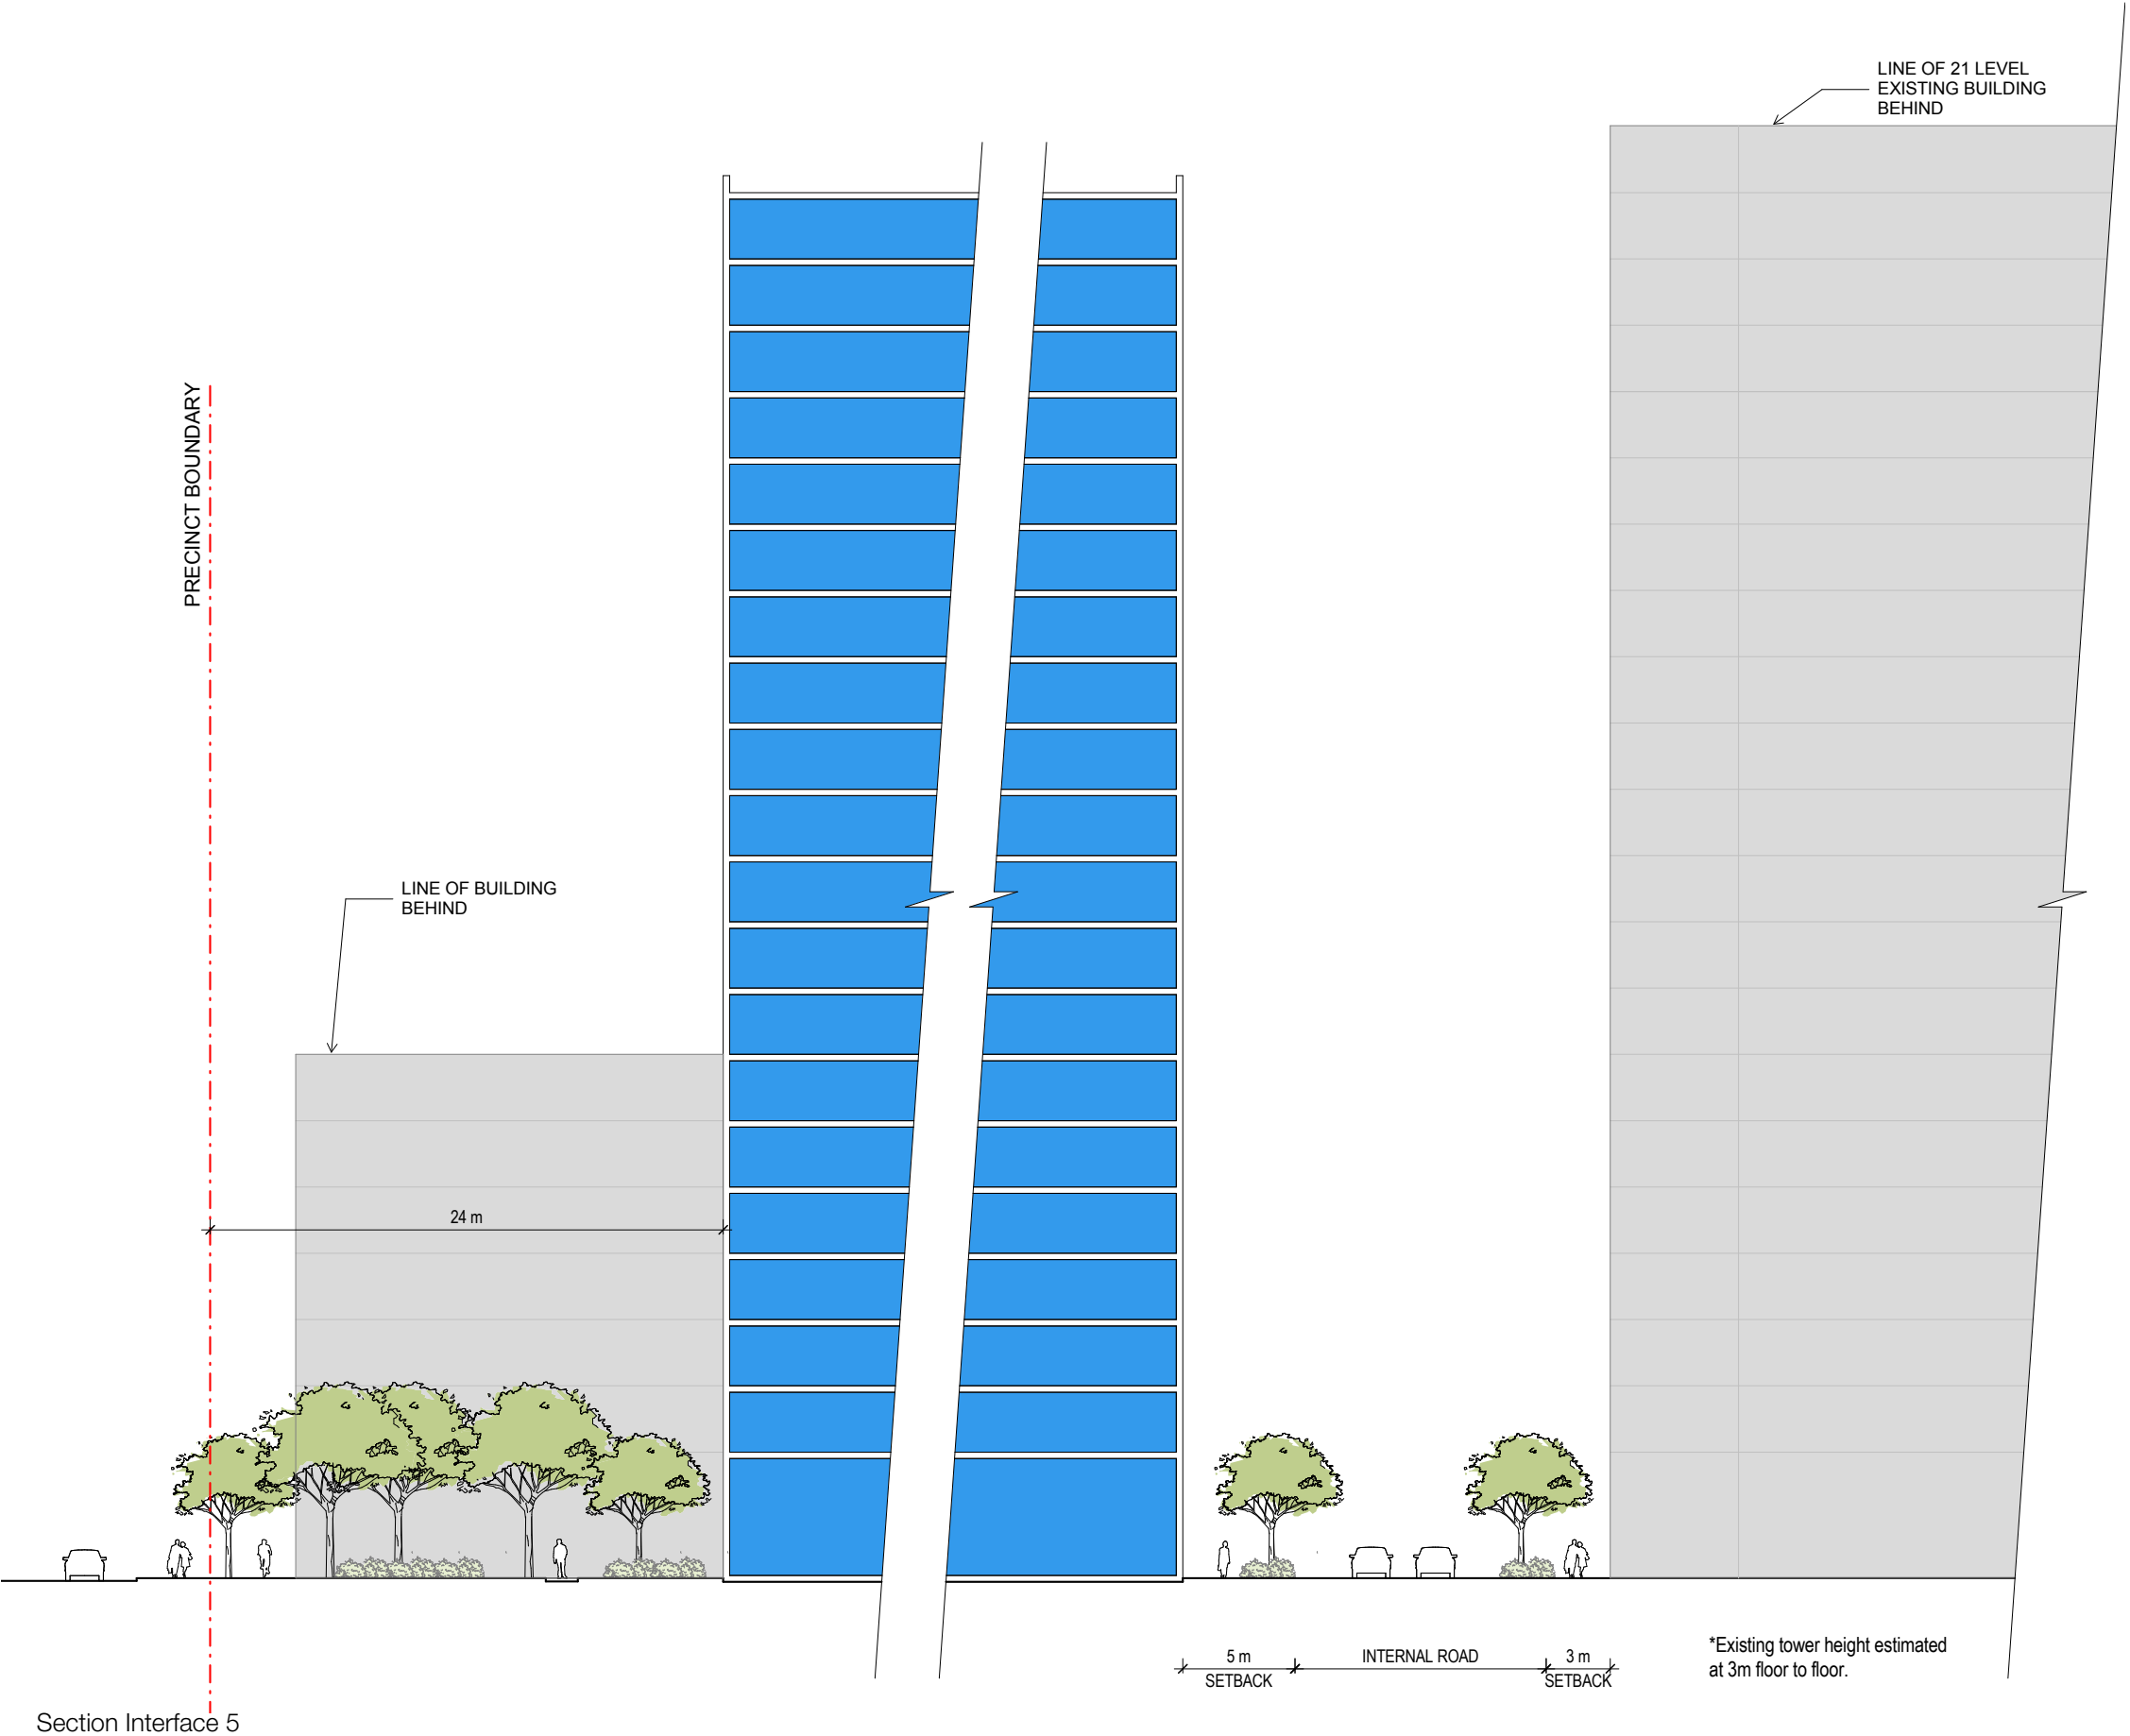 LINE OF 21 LEVEL
EXISTING BUILDING
BEHIND
PRECINCT BOUNDARY
LINE OF BUILDING
BEHIND
24 m
5 m
SETBACK
INTERNAL ROAD
3 m
SETBACK
*Existing tower height estimated
at 3m floor to floor.
Section Interface 5